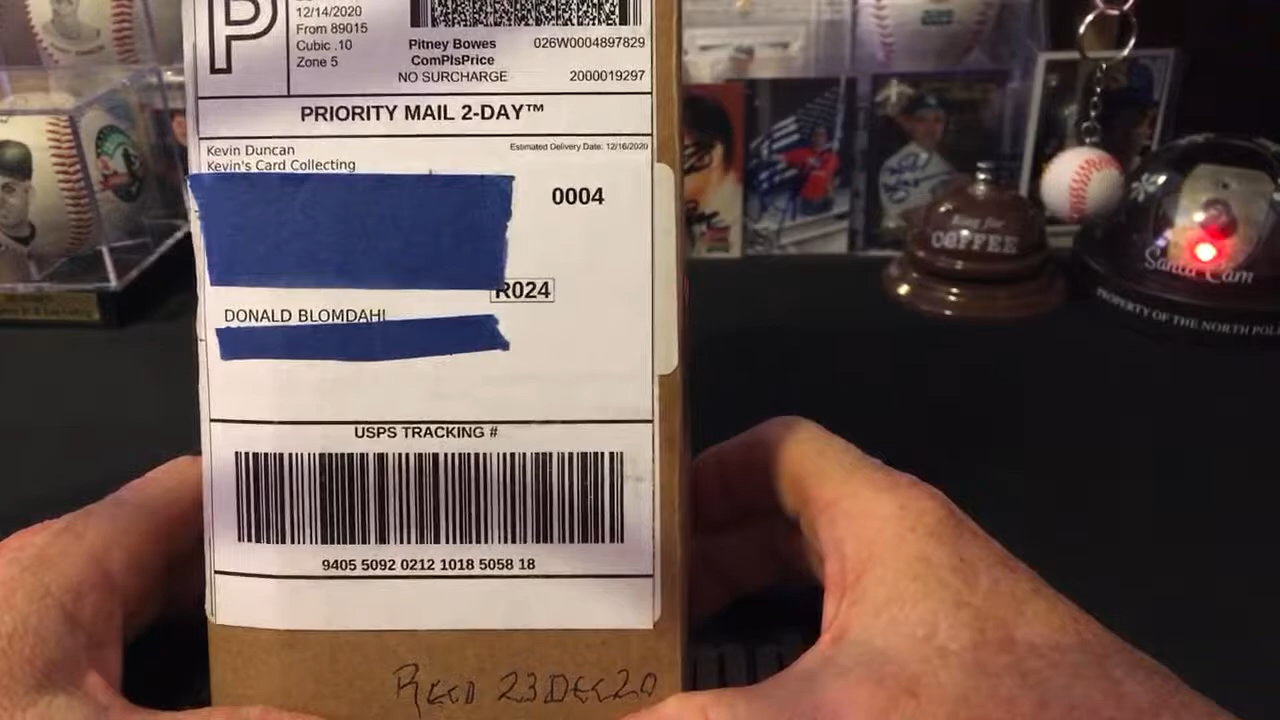 P
12/14/2020
From 89015
Cubic .10
Zone 5
Pitney Bowes
ComPlsPrice
NO SURCHARGE
026W0004897829
2000019297
PRIORITY MAIL 2-DAY™
Kevin Duncan
Kevin's Card Collecting
Estimated Delivery Date: 12/16/2020
0004
R024
DONALD BLOMDAHL
USPS TRACKING #
9405 5092 0212 1018 5058 18
Recd 23Dec20
Ring for
COFFEE
Santa Cam
PROPERTY OF THE NORTH POL